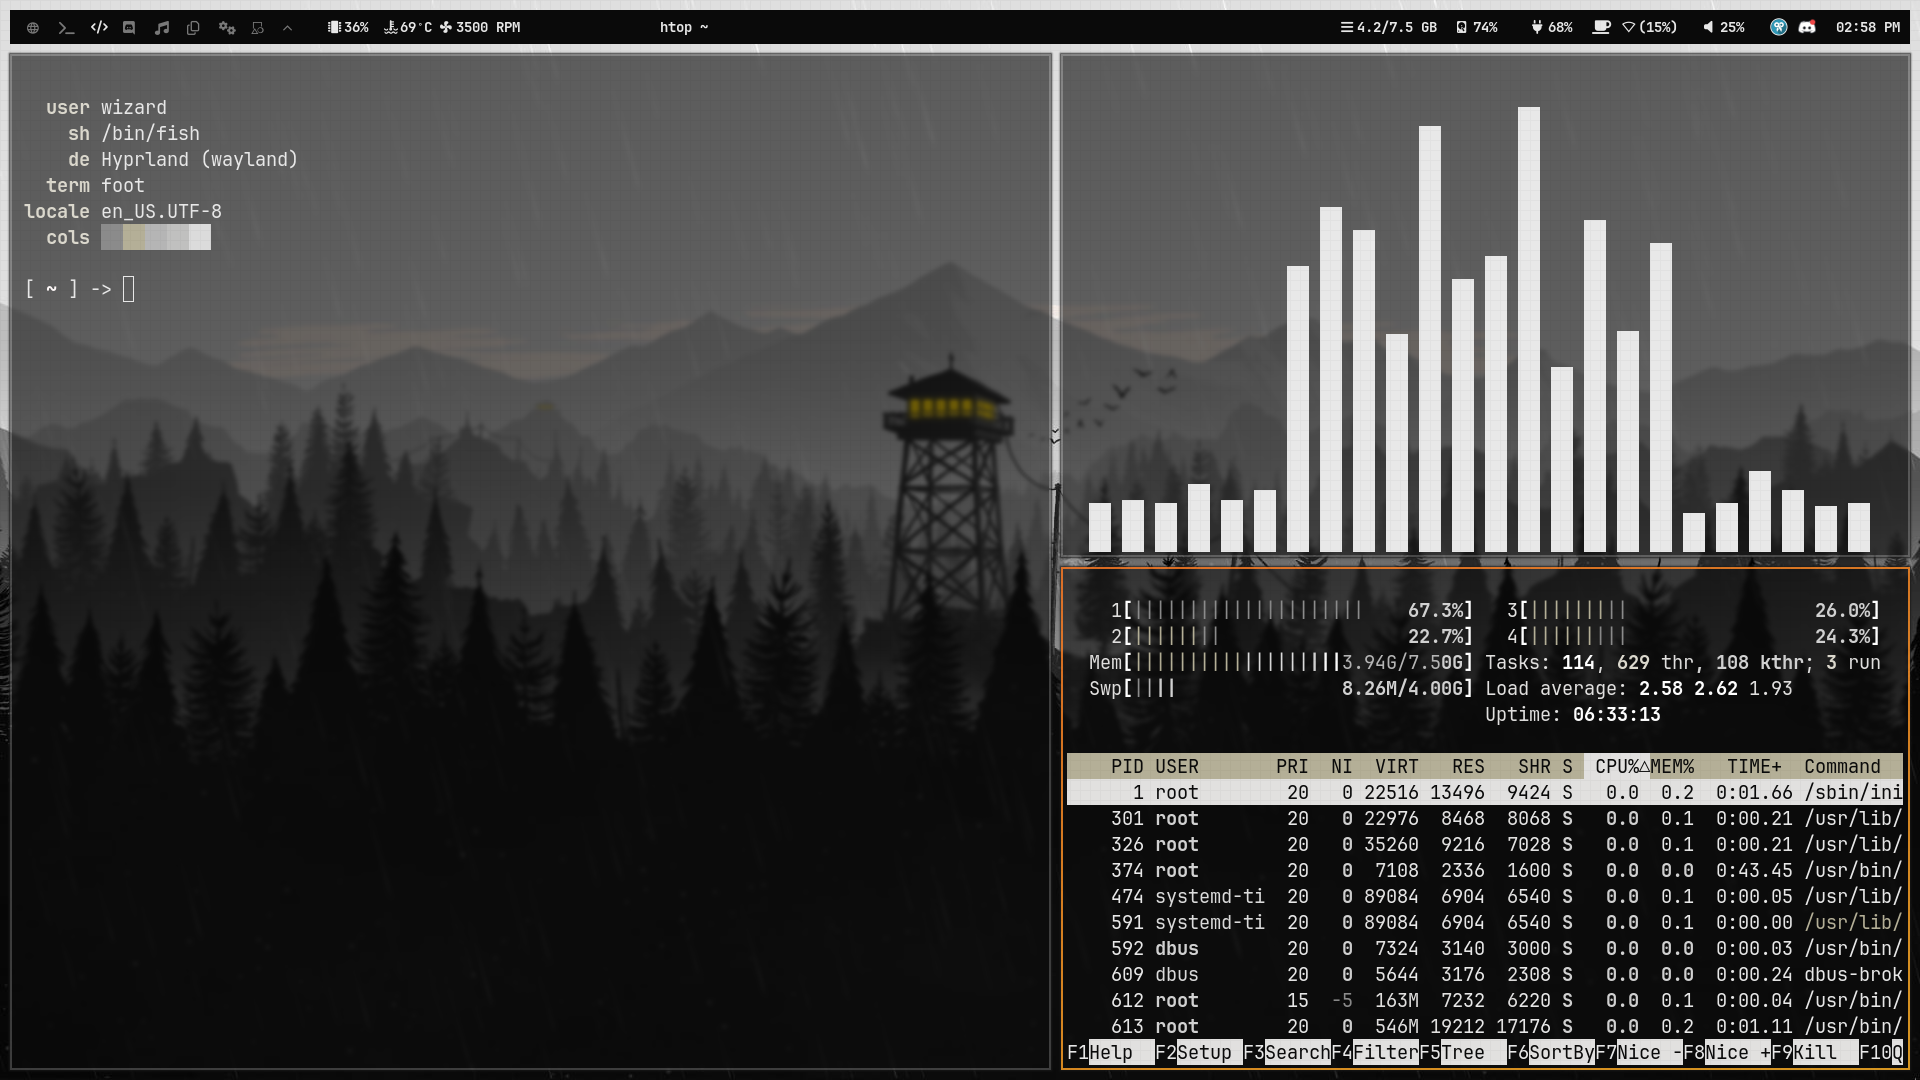 36% 69°C 3500 RPM htop ~ 4.2/7.5 GB 74% 68% (15%) 25% 02:58 PM
user wizard
sh /bin/fish
de Hyprland (wayland)
term foot
locale en_US.UTF-8
cols
[ ~ ] ->
1[|||||||||||||||||||||67.3%] 3[|||||||||26.0%]
2[||||||||22.7%] 4[|||||||||24.3%]
Mem[|||||||||||||||||||3.94G/7.50G] Tasks: 114, 629 thr, 108 kthr; 3 run
Swp[||||8.26M/4.00G] Load average: 2.58 2.62 1.93
Uptime: 06:33:13
PID USER PRI NI VIRT RES SHR S CPU%△MEM% TIME+ Command
1 root 20 0 22516 13496 9424 S 0.0 0.2 0:01.66 /sbin/ini
301 root 20 0 22976 8468 8068 S 0.0 0.1 0:00.21 /usr/lib/
326 root 20 0 35260 9216 7028 S 0.0 0.1 0:00.21 /usr/lib/
374 root 20 0 7108 2336 1600 S 0.0 0.0 0:43.45 /usr/bin/
474 systemd-ti 20 0 89084 6904 6540 S 0.0 0.1 0:00.05 /usr/lib/
591 systemd-ti 20 0 89084 6904 6540 S 0.0 0.1 0:00.00 /usr/lib/
592 dbus 20 0 7324 3140 3000 S 0.0 0.0 0:00.03 /usr/bin/
609 dbus 20 0 5644 3176 2308 S 0.0 0.0 0:00.24 dbus-brok
612 root 15 -5 163M 7232 6220 S 0.0 0.1 0:00.04 /usr/bin/
613 root 20 0 546M 19212 17176 S 0.0 0.2 0:01.11 /usr/bin/
F1Help F2Setup F3SearchF4FilterF5Tree F6SortByF7Nice -F8Nice +F9Kill F10Q